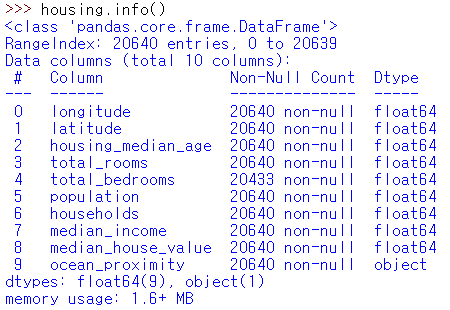 >>> housing.info()
<class 'pandas.core.frame.DataFrame'>
RangeIndex: 20640 entries, 0 to 20639
Data columns (total 10 columns):
 #   Column              Non-Null Count  Dtype
---  ------              --------------  -----
 0   longitude           20640 non-null  float64
 1   latitude            20640 non-null  float64
 2   housing_median_age  20640 non-null  float64
 3   total_rooms         20640 non-null  float64
 4   total_bedrooms      20433 non-null  float64
 5   population          20640 non-null  float64
 6   households          20640 non-null  float64
 7   median_income       20640 non-null  float64
 8   median_house_value  20640 non-null  float64
 9   ocean_proximity     20640 non-null  object
dtypes: float64(9), object(1)
memory usage: 1.6+ MB